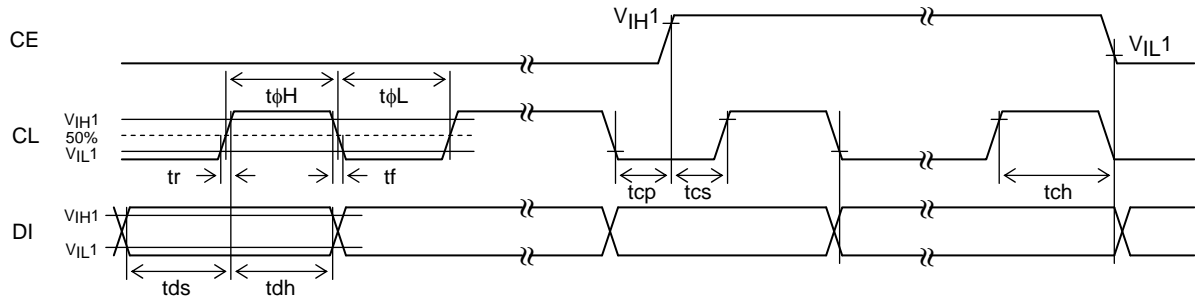 VIH1
CE
VIL1
tϕH
tϕL
VIH1
CL
50%
VIL1
tr
tf
tcp
tcs
tch
VIH1
DI
VIL1
tds
tdh